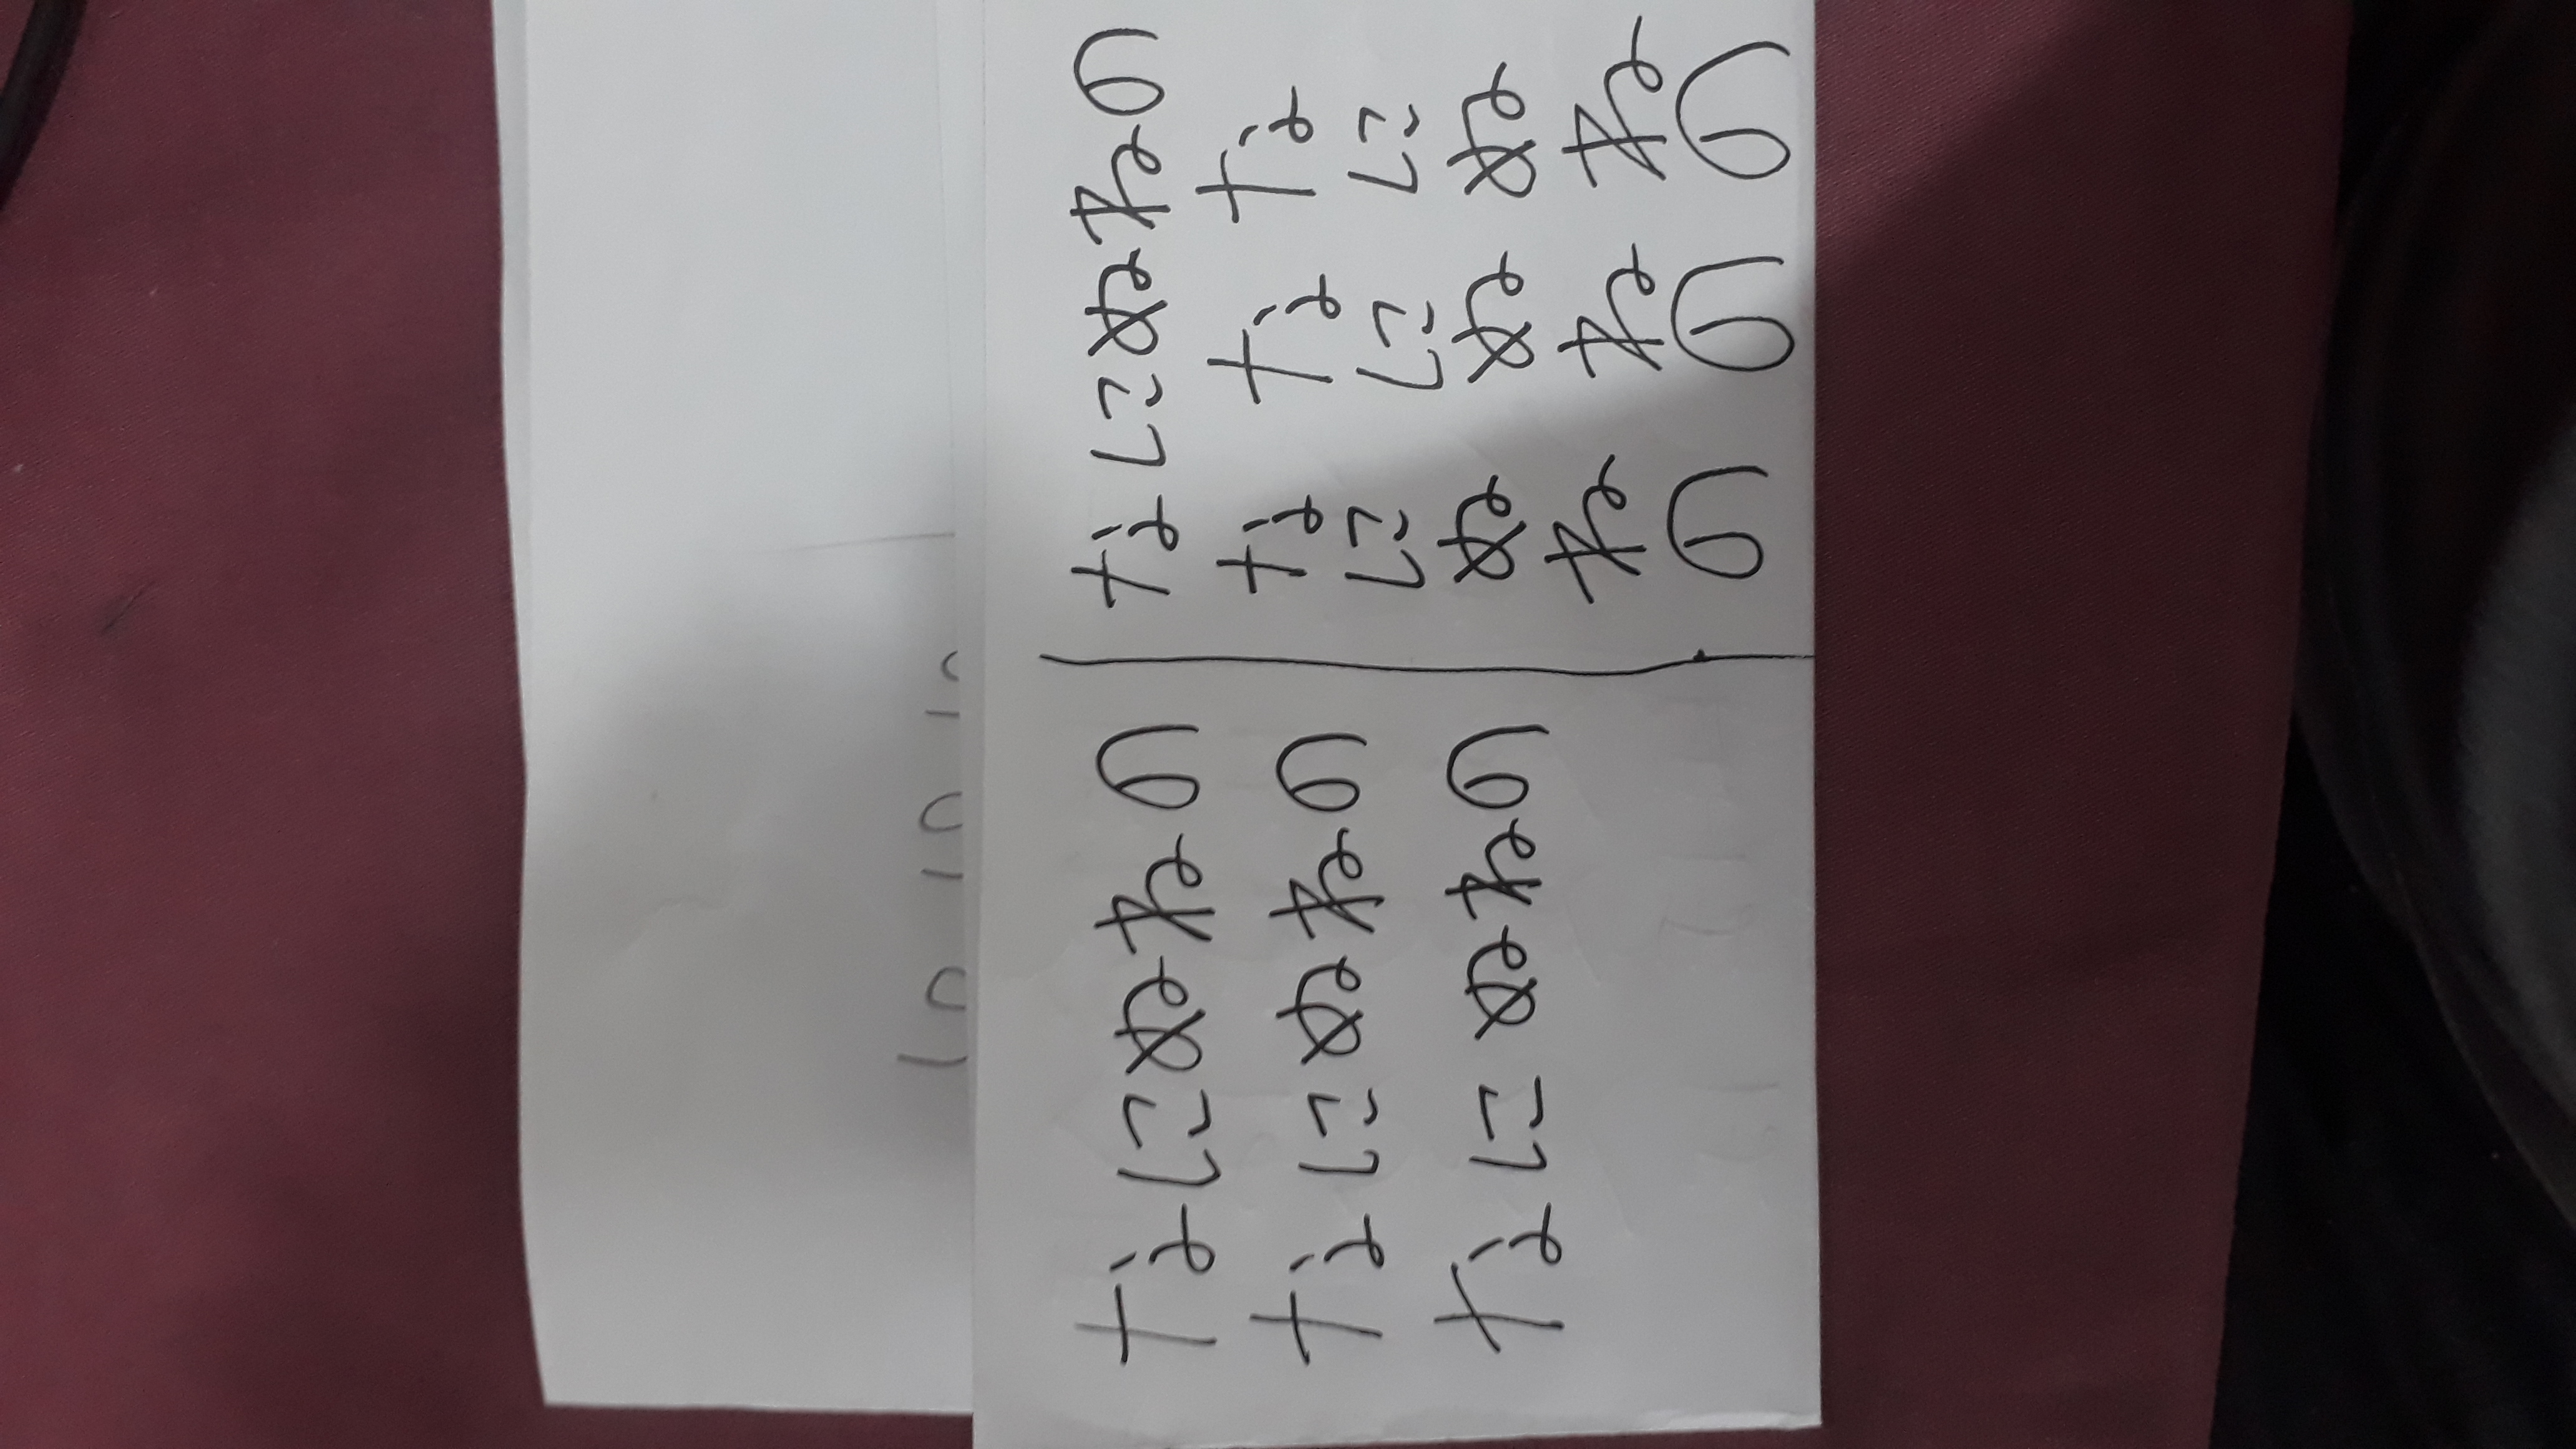 なにぬねの
なにぬねの
なにぬねの
なにぬねの
な な な
に に に
ぬ ぬ ぬ
ね ね ね
の の の